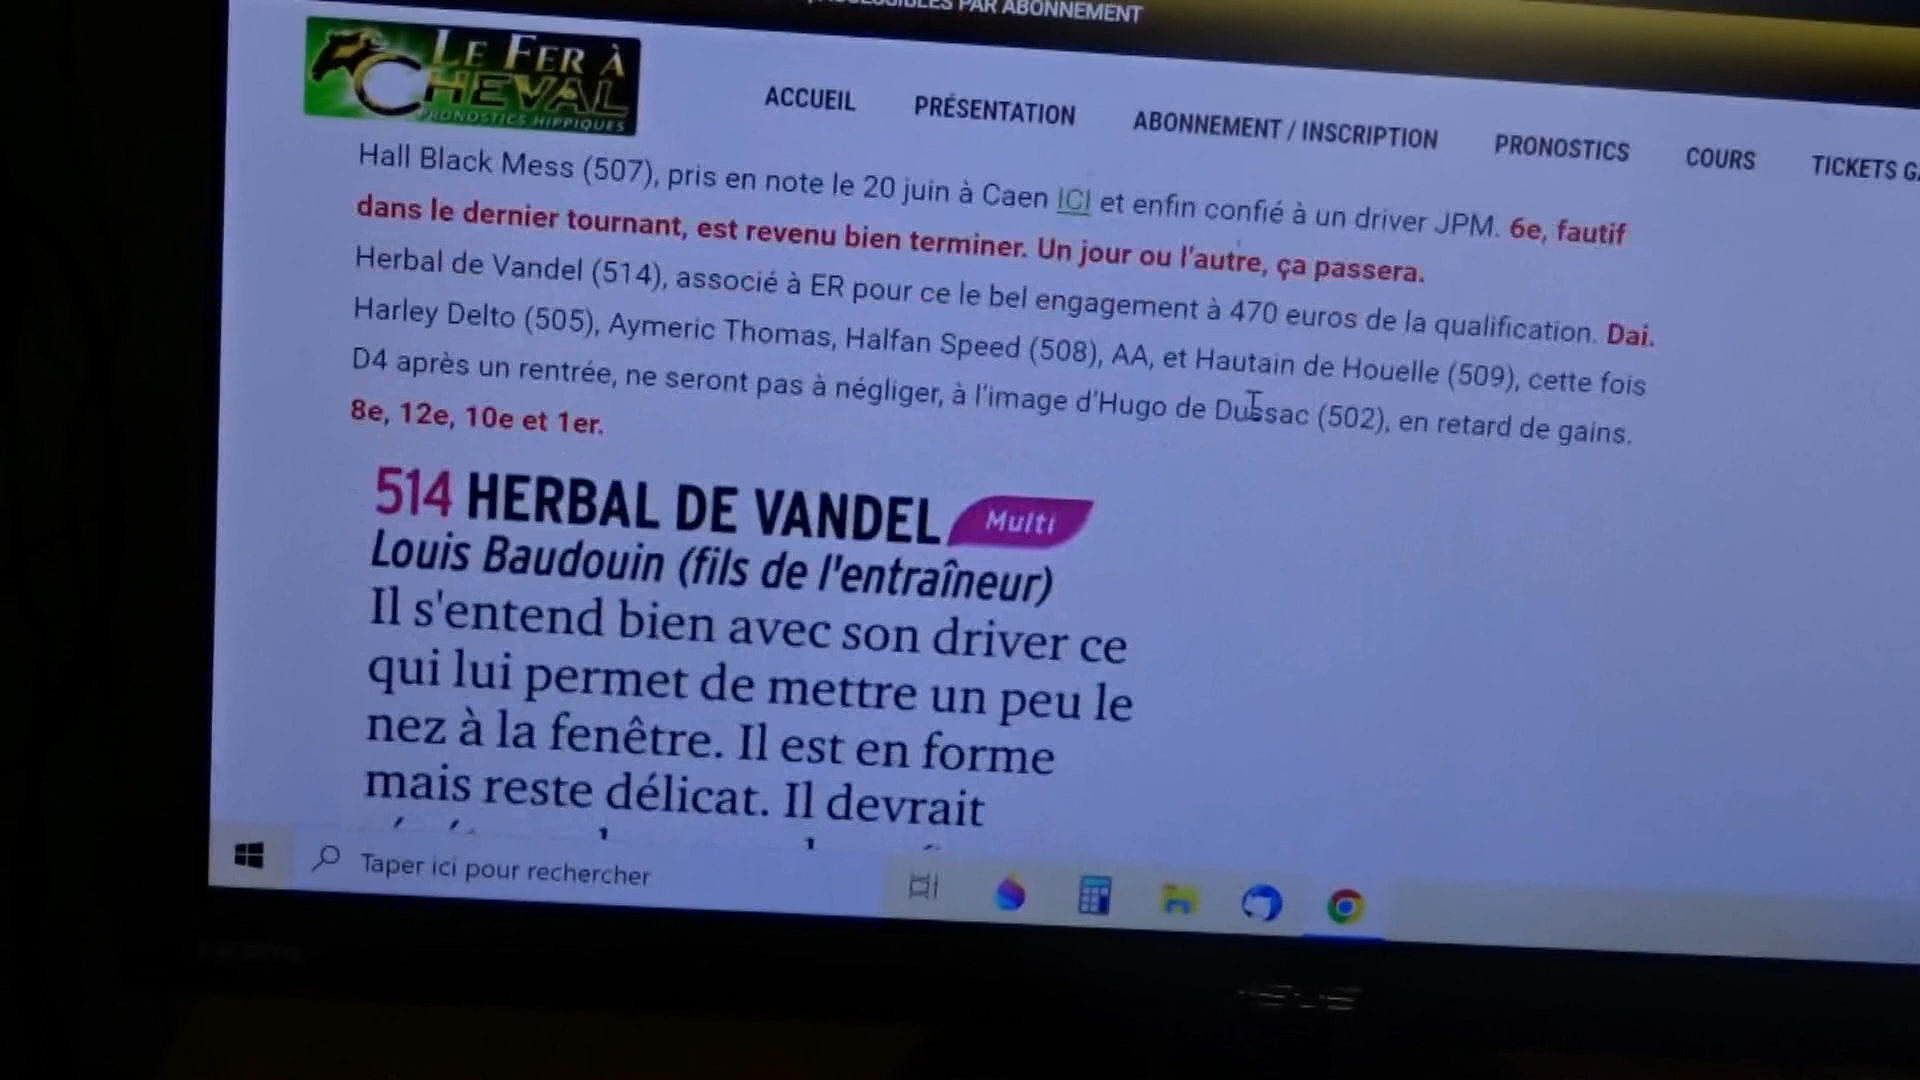 ACCESSIBLES PAR ABONNEMENT
LE FER À
CHEVAL
PRONOSTICS HIPPIQUES
ACCUEIL
PRÉSENTATION
ABONNEMENT / INSCRIPTION
PRONOSTICS
COURS
TICKETS
Hall Black Mess (507), pris en note le 20 juin à Caen ICI et enfin confié à un driver JPM. 6e, fautif
dans le dernier tournant, est revenu bien terminer. Un jour ou l'autre, ça passera.
Herbal de Vandel (514), associé à ER pour ce le bel engagement à 470 euros de la qualification. Dai.
Harley Delto (505), Aymeric Thomas, Halfan Speed (508), AA, et Hautain de Houelle (509), cette fois
D4 après un rentrée, ne seront pas à négliger, à l'image d'Hugo de Dussac (502), en retard de gains.
8e, 12e, 10e et 1er.
514 HERBAL DE VANDEL Multi
Louis Baudouin (fils de l'entraîneur)
Il s'entend bien avec son driver ce
qui lui permet de mettre un peu le
nez à la fenêtre. Il est en forme
mais reste délicat. Il devrait
Taper ici pour rechercher
ASUS